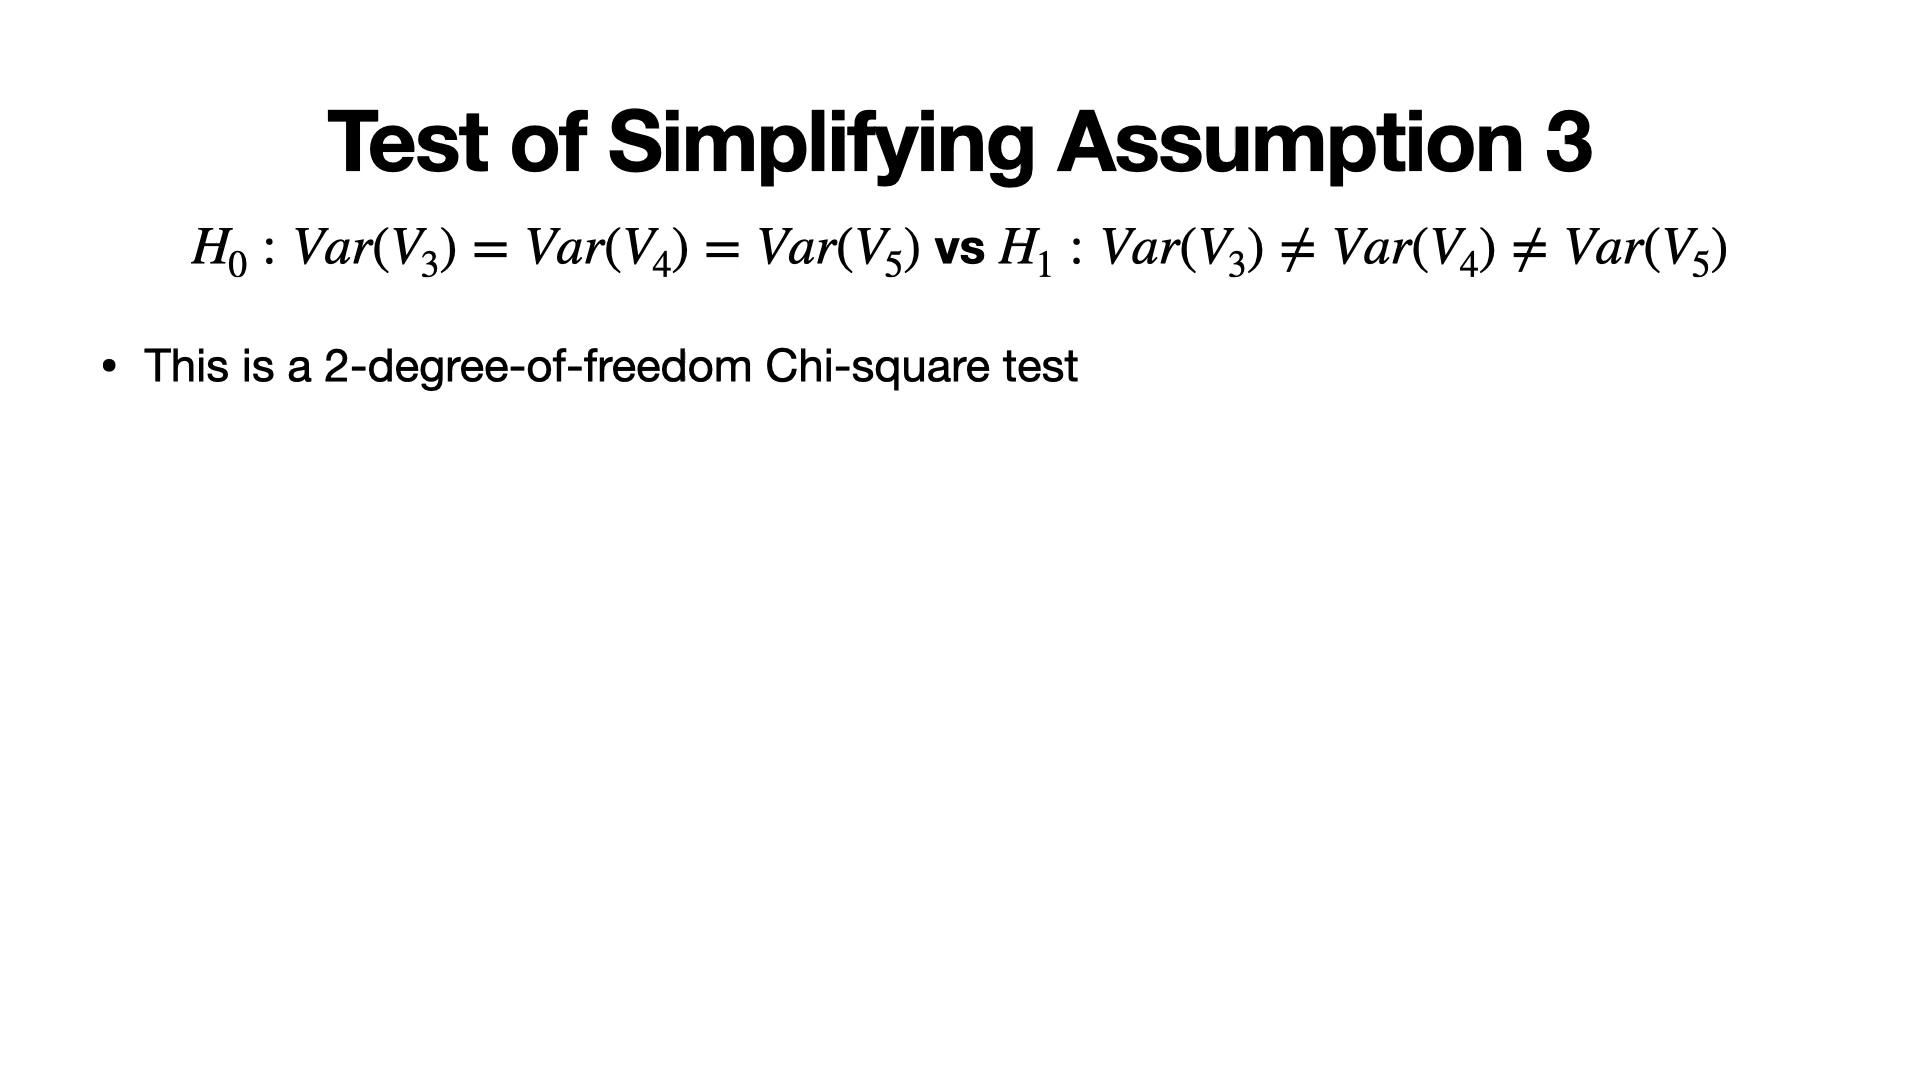 Test of Simplifying Assumption 3
H₀ : Var(V₃) = Var(V₄) = Var(V₅) vs H₁ : Var(V₃) ≠ Var(V₄) ≠ Var(V₅)
• This is a 2-degree-of-freedom Chi-square test